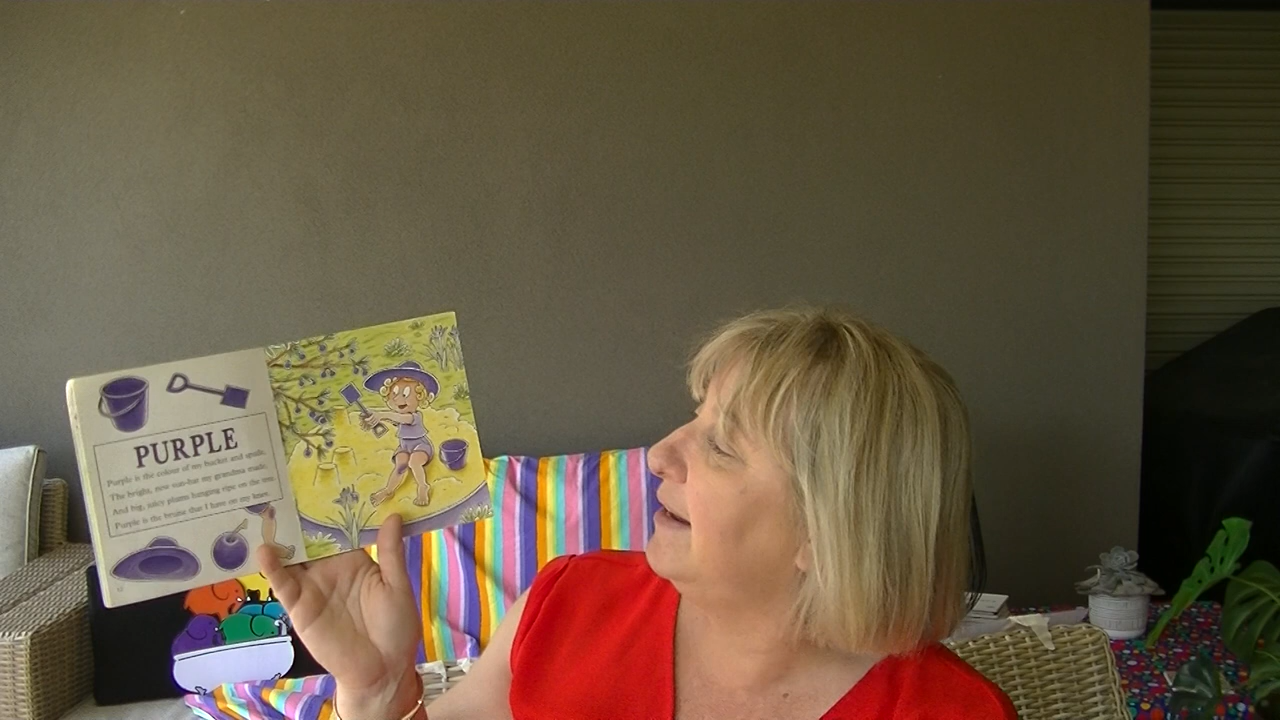 PURPLE
Purple is the colour of my bucket and spade,
The bright, new sun-hat my grandma made,
And big, juicy plums hanging ripe on the tree.
Purple is the bruise that I have on my knee.